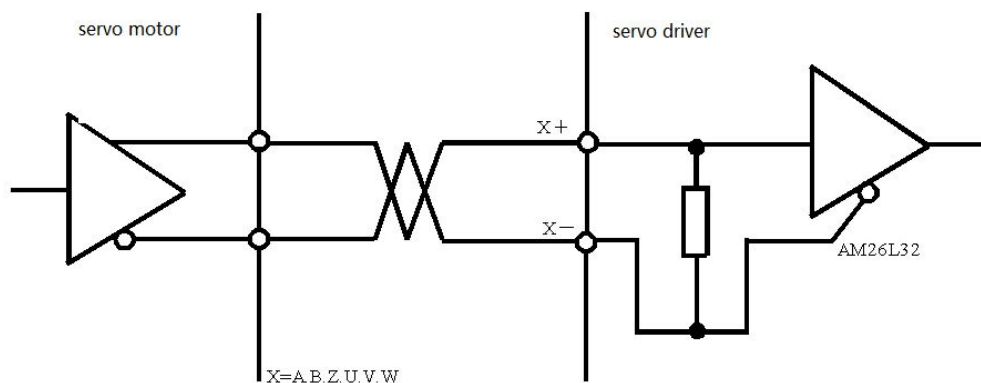 servo motor
servo driver
X+
X−
AM26L32
X=A.B.Z.U.V.W